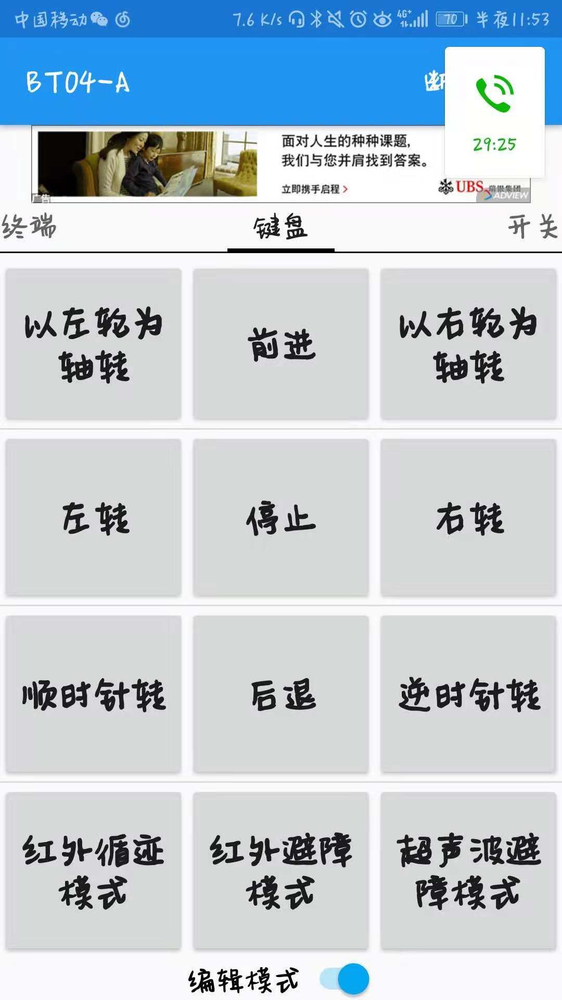 中国移动 7.6 K/s 4G+ 70 半夜11:53
BT04-A
29:25
面对人生的种种课题,
我们与您并肩找到答案。
立即携手启程 >
UBS 瑞银集团
广告
ADVIEW
终端 键盘 开关
以左轮为
轴转
前进
以右轮为
轴转
左转
停止
右转
顺时针转
后退
逆时针转
红外循迹
模式
红外避障
模式
超声波避
障模式
编辑模式